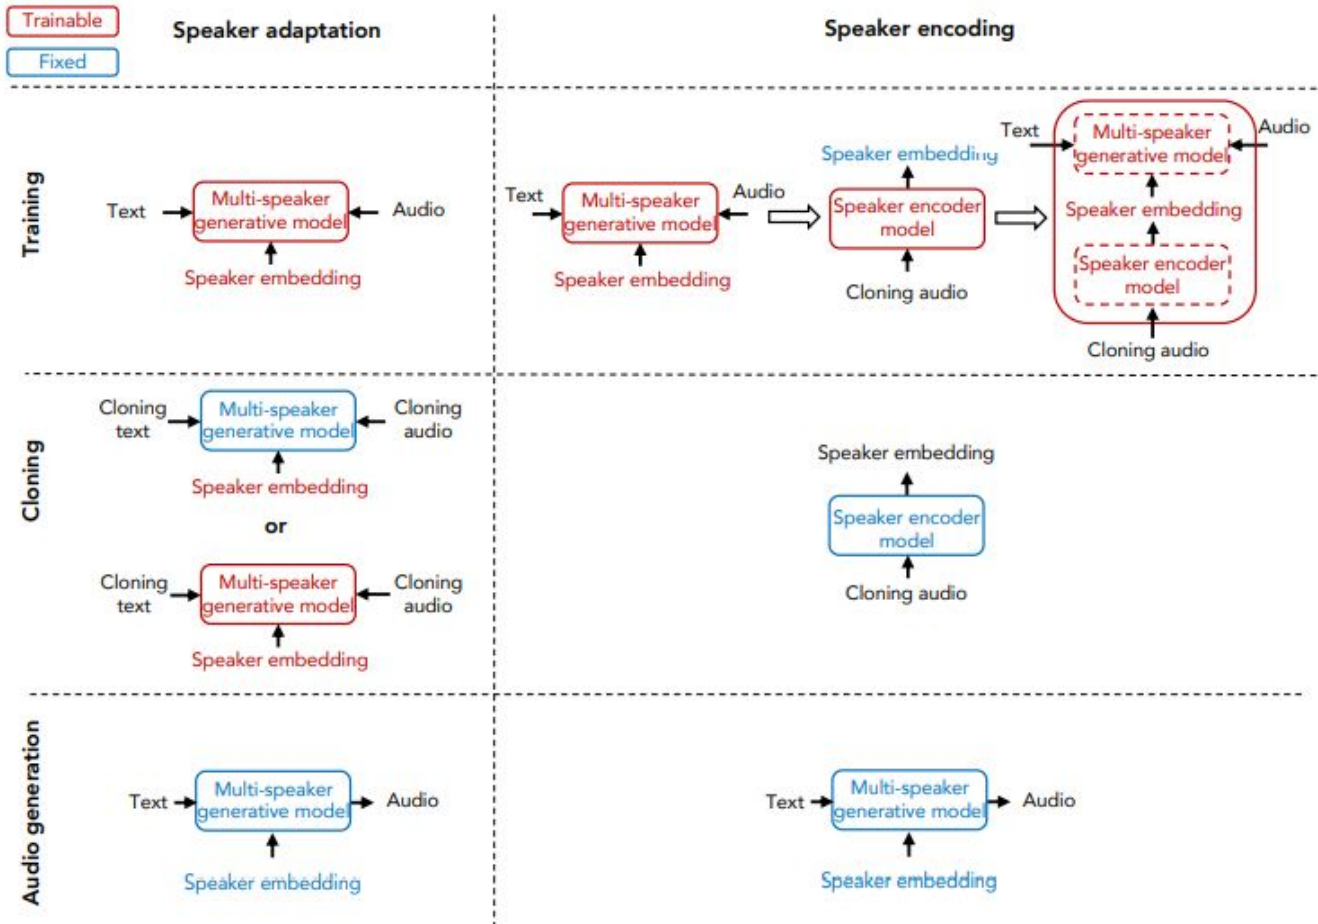 Trainable
Fixed
Speaker adaptation
Speaker encoding
Training
Text
Multi-speaker
generative model
Audio
Speaker embedding
Text
Multi-speaker
generative model
Audio
Speaker embedding
Speaker embedding
Speaker encoder
model
Cloning audio
Text
Multi-speaker
generative model
Audio
Speaker embedding
Speaker encoder
model
Cloning audio
Cloning
Cloning
text
Multi-speaker
generative model
Cloning
audio
Speaker embedding
or
Cloning
text
Multi-speaker
generative model
Cloning
audio
Speaker embedding
Speaker embedding
Speaker encoder
model
Cloning audio
Audio generation
Text
Multi-speaker
generative model
Audio
Speaker embedding
Text
Multi-speaker
generative model
Audio
Speaker embedding